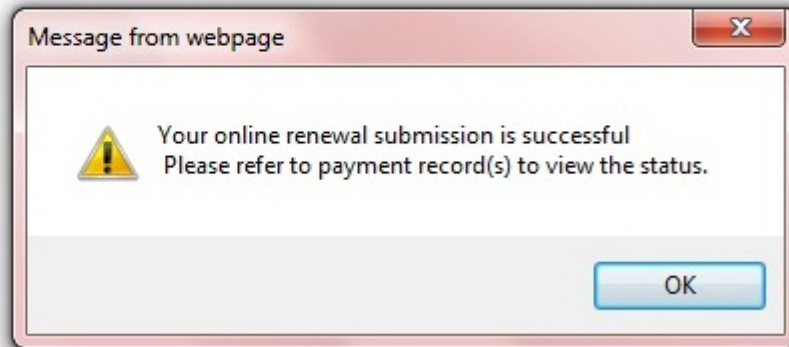 Message from webpage
Your online renewal submission is successful
Please refer to payment record(s) to view the status.
OK